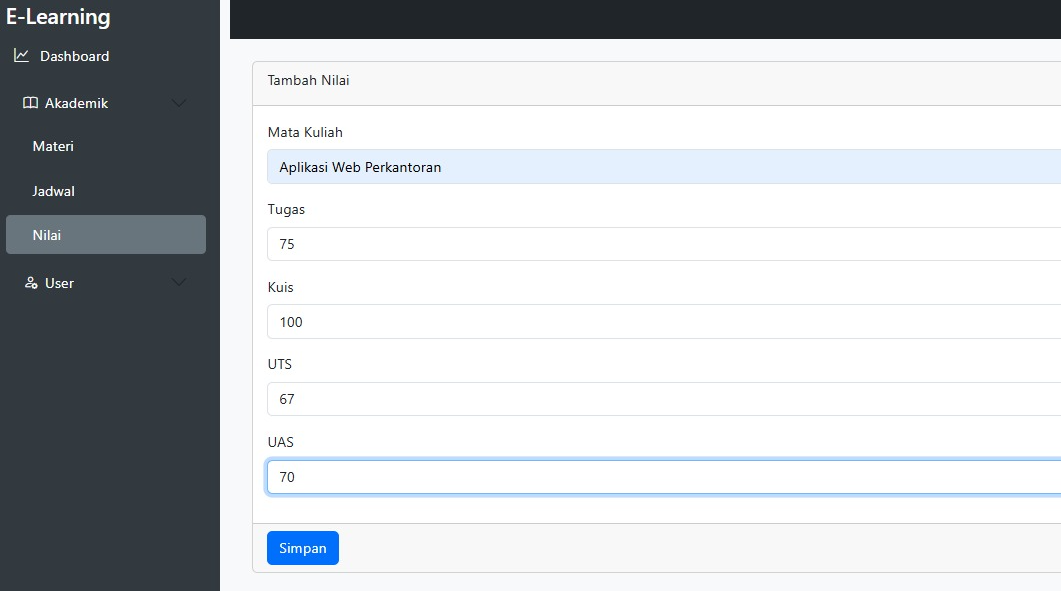 E-Learning
Dashboard
Akademik
Materi
Jadwal
Nilai
User
Tambah Nilai
Mata Kuliah
Aplikasi Web Perkantoran
Tugas
75
Kuis
100
UTS
67
UAS
70
Simpan